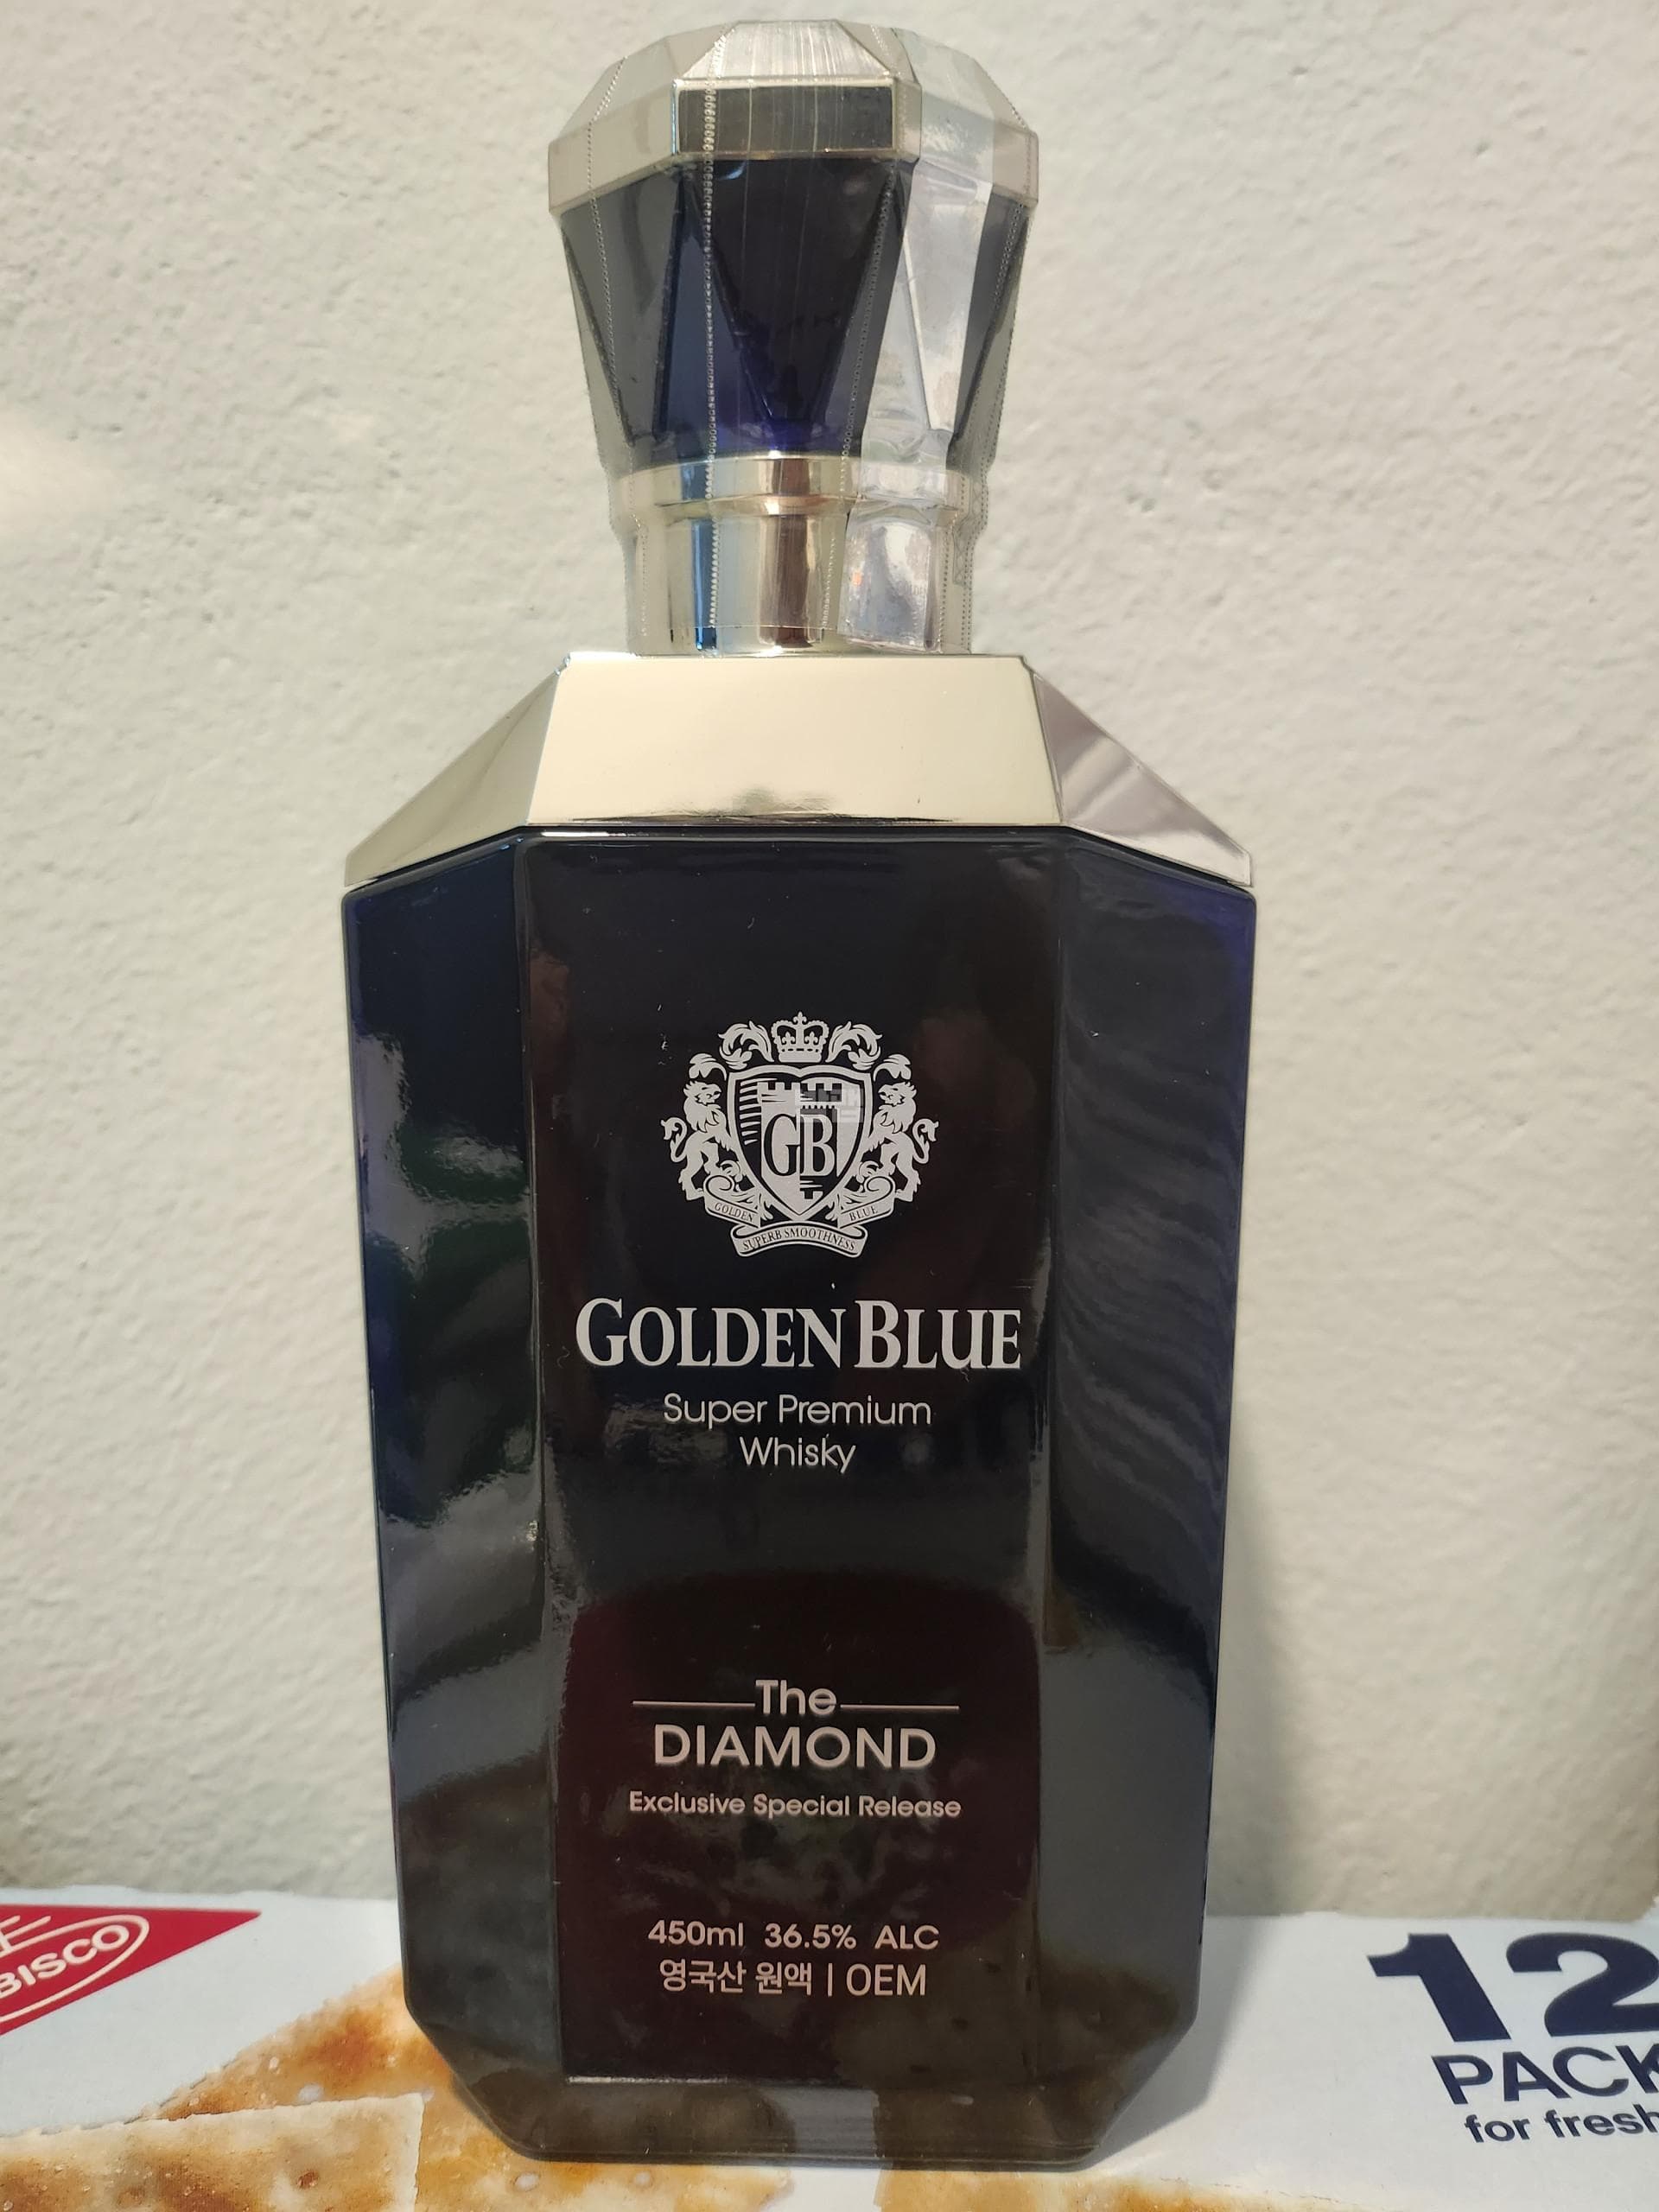 GB
GOLDEN BLUE
SUPERB SMOOTHNESS
GOLDEN BLUE
Super Premium
Whisky
The
DIAMOND
Exclusive Special Release
450ml 36.5% ALC
영국산 원액 | OEM
BISCO
12
PACK
for fresh